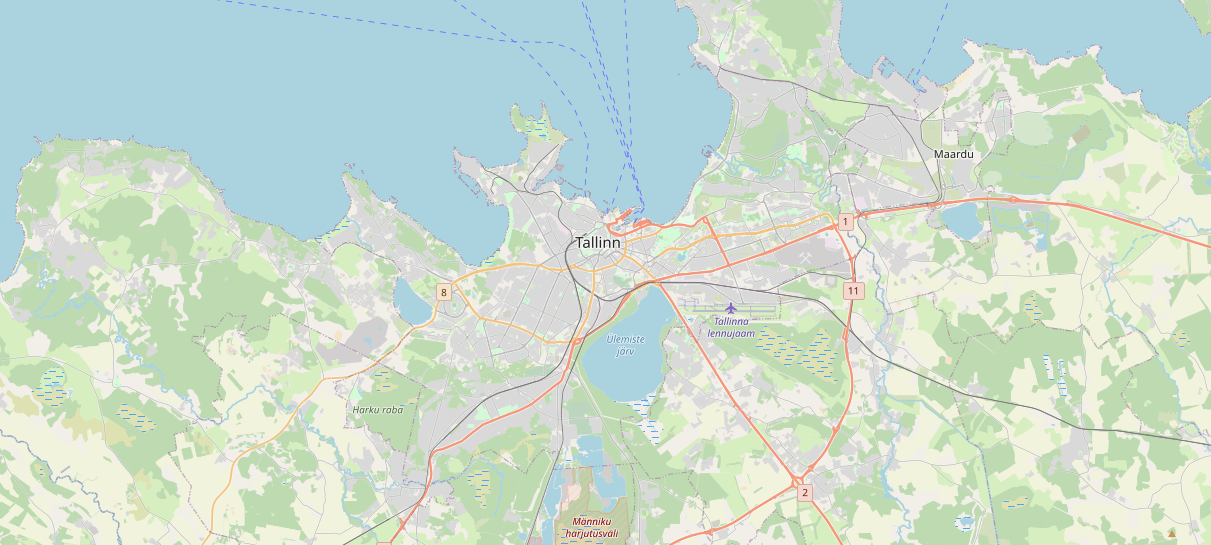 Maardu
1
Tallinn
8
11
Tallinna
lennujaam
Ülemiste
järv
Harku raba
2
Männiku
harjutusväli